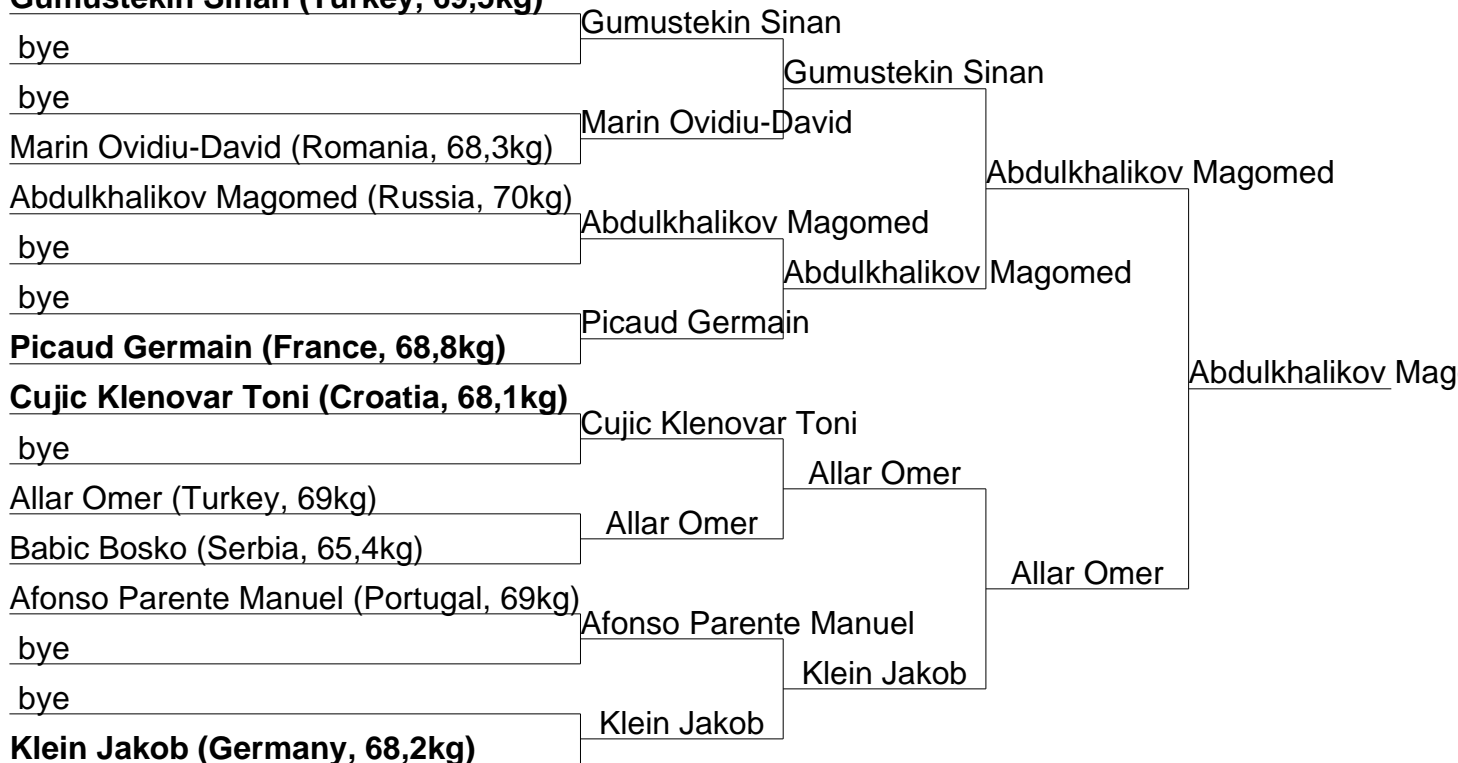 Gumustekin Sinan (Turkey, 69,5kg)
bye
bye
Marin Ovidiu-David (Romania, 68,3kg)
Abdulkhalikov Magomed (Russia, 70kg)
bye
bye
Picaud Germain (France, 68,8kg)
Cujic Klenovar Toni (Croatia, 68,1kg)
bye
Allar Omer (Turkey, 69kg)
Babic Bosko (Serbia, 65,4kg)
Afonso Parente Manuel (Portugal, 69kg)
bye
bye
Klein Jakob (Germany, 68,2kg)
Gumustekin Sinan
Marin Ovidiu-David
Abdulkhalikov Magomed
Picaud Germain
Cujic Klenovar Toni
Allar Omer
Afonso Parente Manuel
Klein Jakob
Gumustekin Sinan
Abdulkhalikov Magomed
Allar Omer
Klein Jakob
Abdulkhalikov Magomed
Allar Omer
Abdulkhalikov Mag